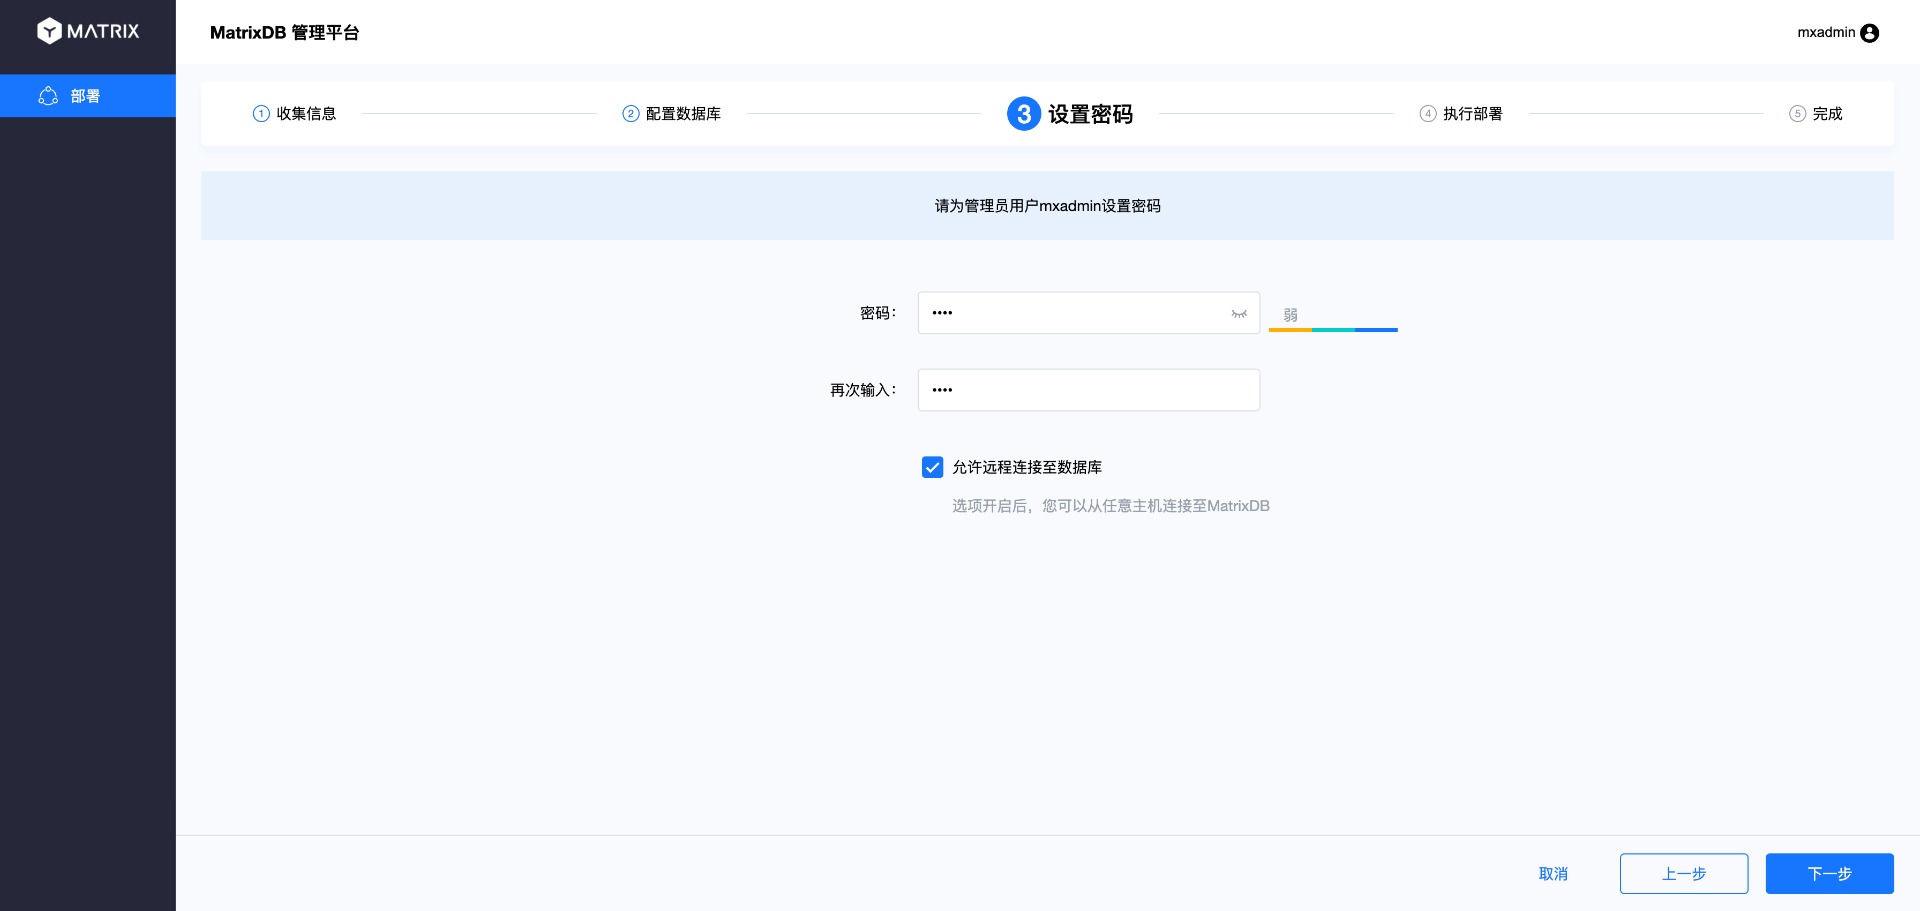 MATRIX
MatrixDB 管理平台
mxadmin
部署
1 收集信息
2 配置数据库
3 设置密码
4 执行部署
5 完成
请为管理员用户mxadmin设置密码
密码：
••••
弱
再次输入：
••••
允许远程连接至数据库
选项开启后，您可以从任意主机连接至MatrixDB
取消
上一步
下一步